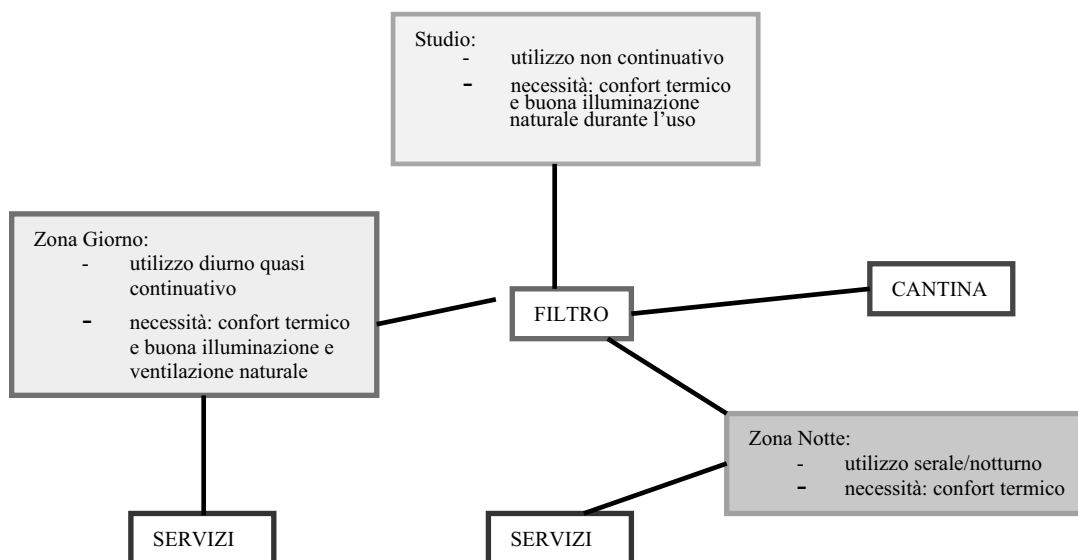 Studio:
- utilizzo non continuativo
- necessità: confort termico
e buona illuminazione
naturale durante l’uso
Zona Giorno:
- utilizzo diurno quasi
continuativo
- necessità: confort termico
e buona illuminazione e
ventilazione naturale
FILTRO
CANTINA
Zona Notte:
- utilizzo serale/notturno
- necessità: confort termico
SERVIZI
SERVIZI